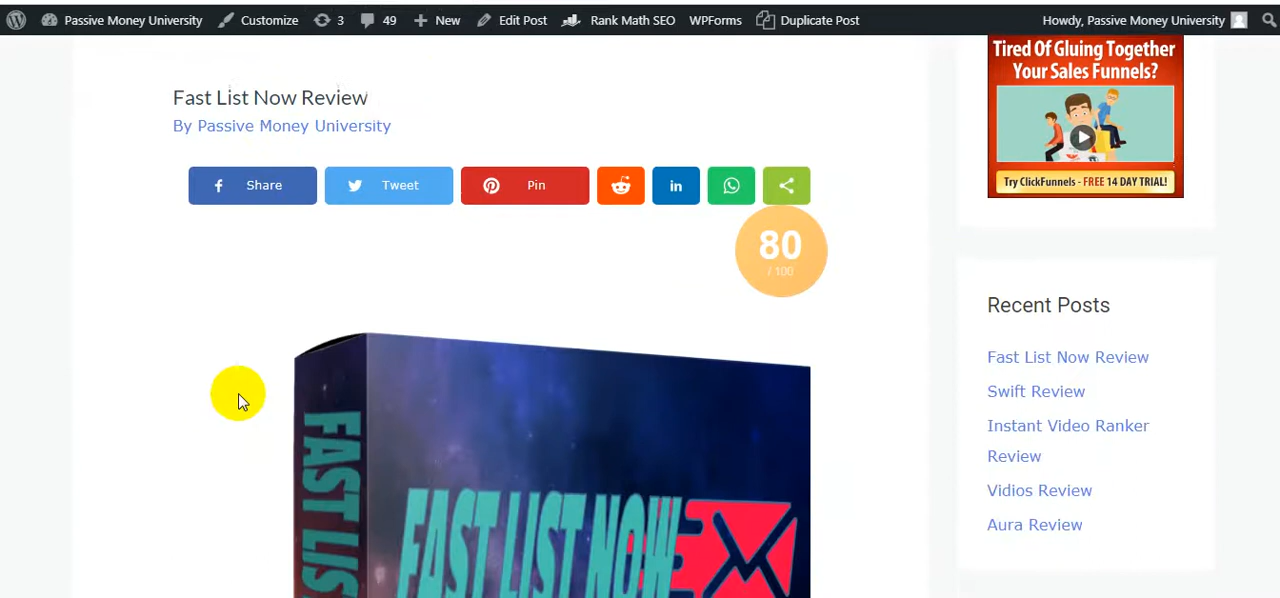 Passive Money University Customize 3 49 New Edit Post Rank Math SEO WPForms Duplicate Post Howdy, Passive Money University
Fast List Now Review
By Passive Money University
Share Tweet Pin in
80
/ 100
FAST LIST NOW
FAST LIS
Tired Of Gluing Together
Your Sales Funnels?
Try ClickFunnels - FREE 14 DAY TRIAL!
Recent Posts
Fast List Now Review
Swift Review
Instant Video Ranker
Review
Vidios Review
Aura Review